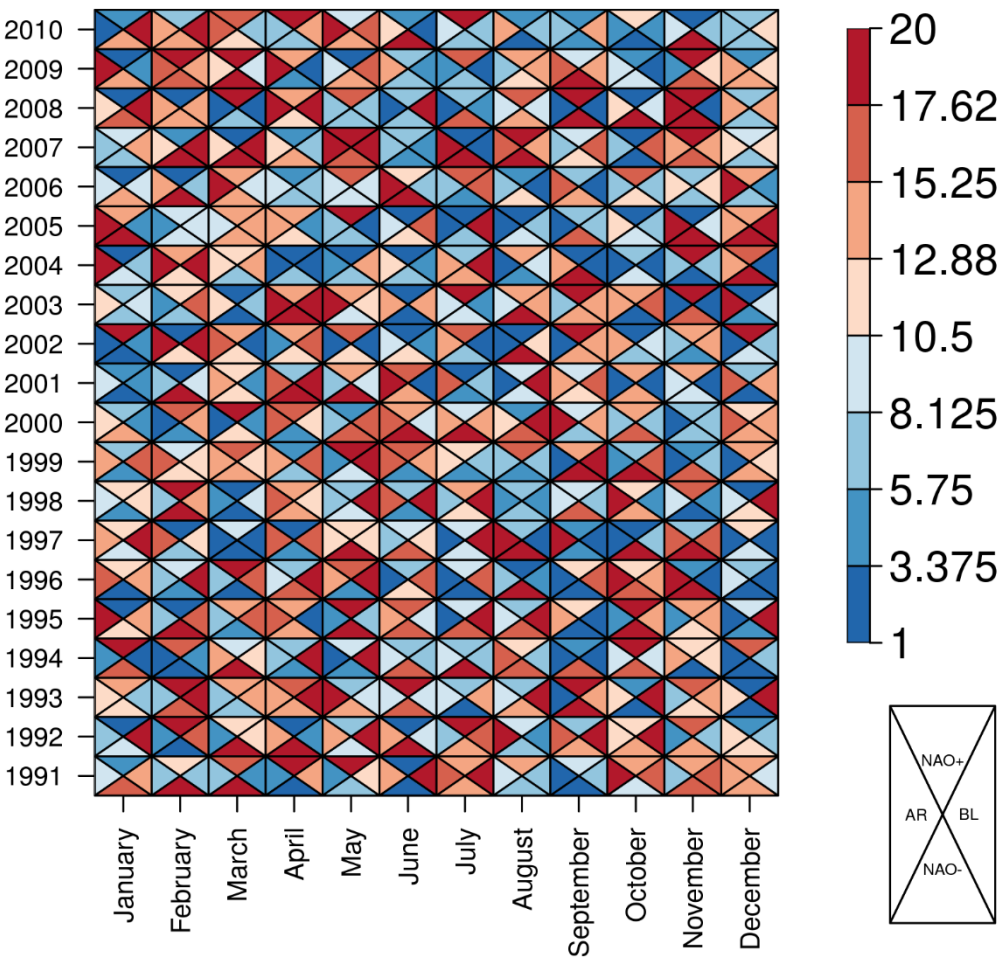 2010
2009
2008
2007
2006
2005
2004
2003
2002
2001
2000
1999
1998
1997
1996
1995
1994
1993
1992
1991
January
February
March
April
May
June
July
August
September
October
November
December
20
17.62
15.25
12.88
10.5
8.125
5.75
3.375
1
NAO+
AR BL
NAO-